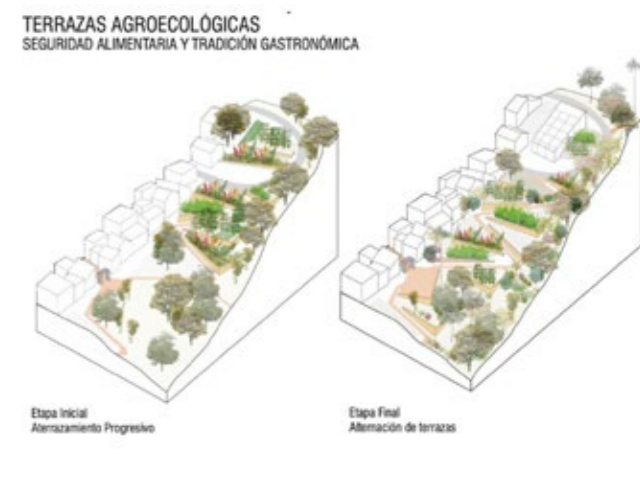 TERRAZAS AGROECOLÓGICAS
SEGURIDAD ALIMENTARIA Y TRADICIÓN GASTRONÓMICA
Etapa Inicial
Aterrazamiento Progresivo
Etapa Final
Alternación de terrazas